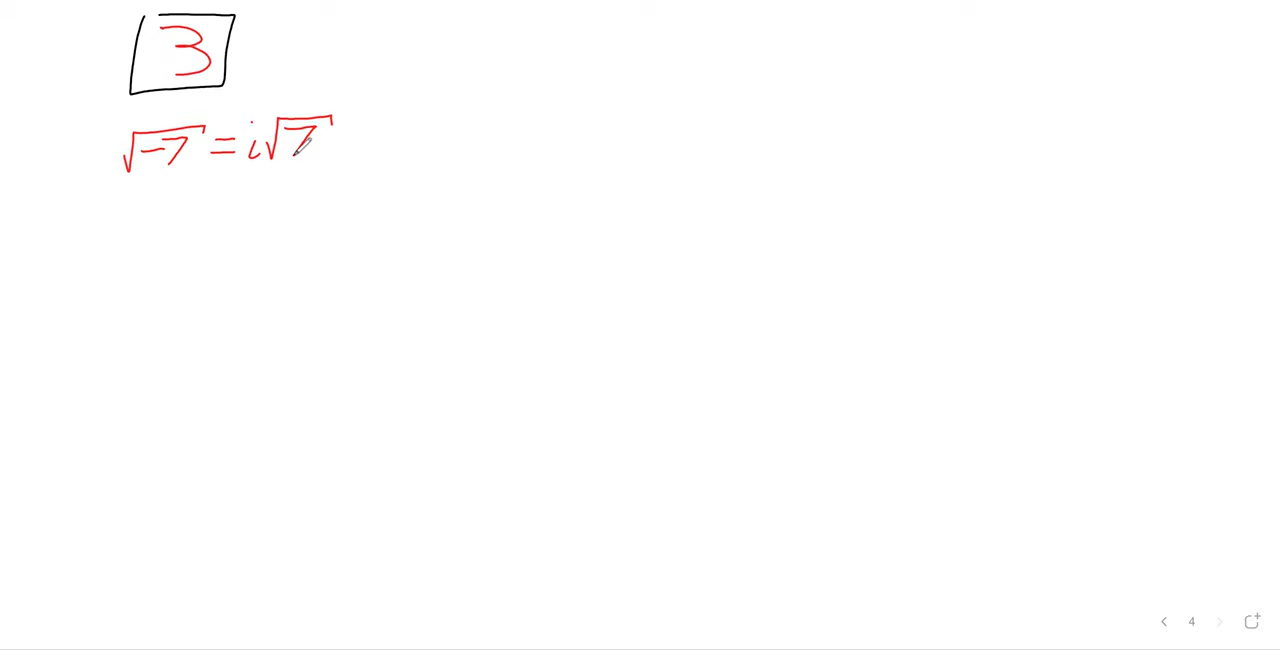 3
√-7 = i√7
4